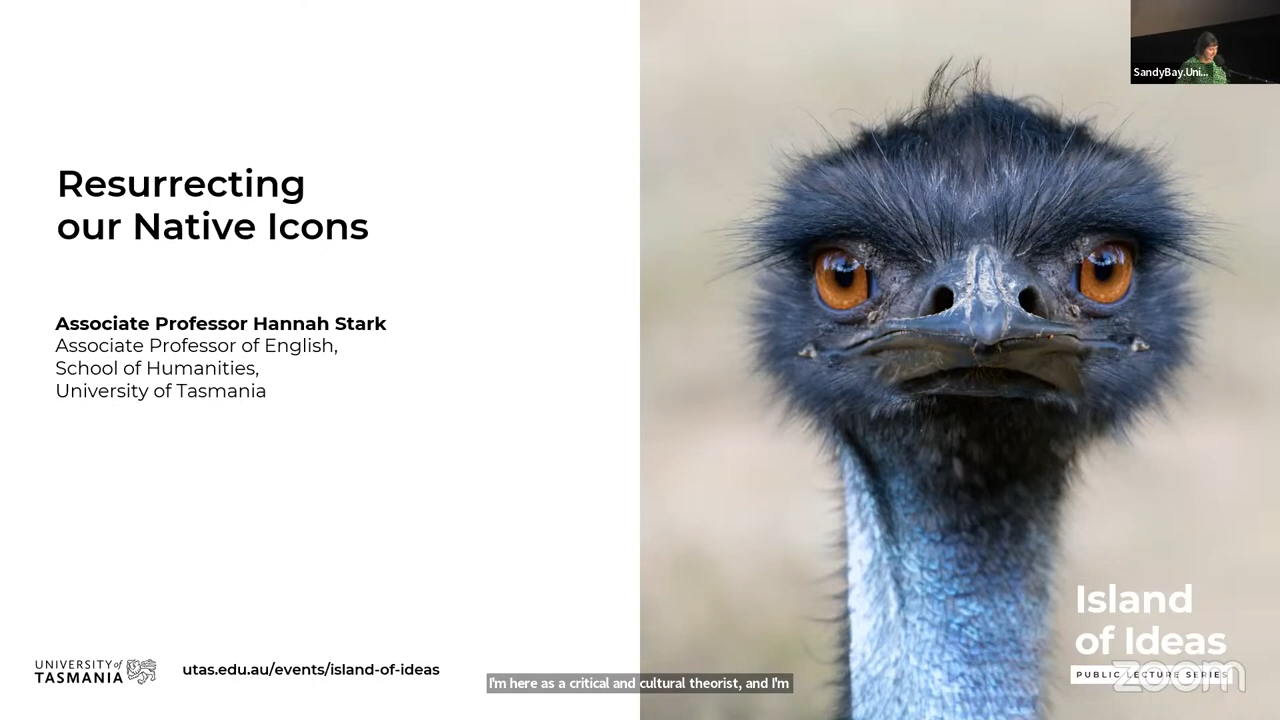 SandyBay.Uni...
Resurrecting
our Native Icons
Associate Professor Hannah Stark
Associate Professor of English,
School of Humanities,
University of Tasmania
Island
of Ideas
PUBLIC LECTURE SERIES
zoom
UNIVERSITY of
TASMANIA
utas.edu.au/events/island-of-ideas
I'm here as a critical and cultural theorist, and I'm